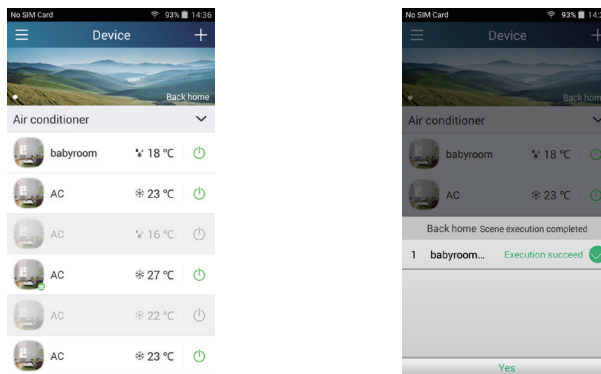 No SIM Card 93% 14:36
Device
Back home
Air conditioner
babyroom 18 °C
AC 23 °C
AC 16 °C
AC 27 °C
AC 22 °C
AC 23 °C
No SIM Card 93%
Device
Back home
Air conditioner
babyroom 18 °C
AC 23 °C
Back home Scene execution completed
1 babyroom... Execution succeed
Yes